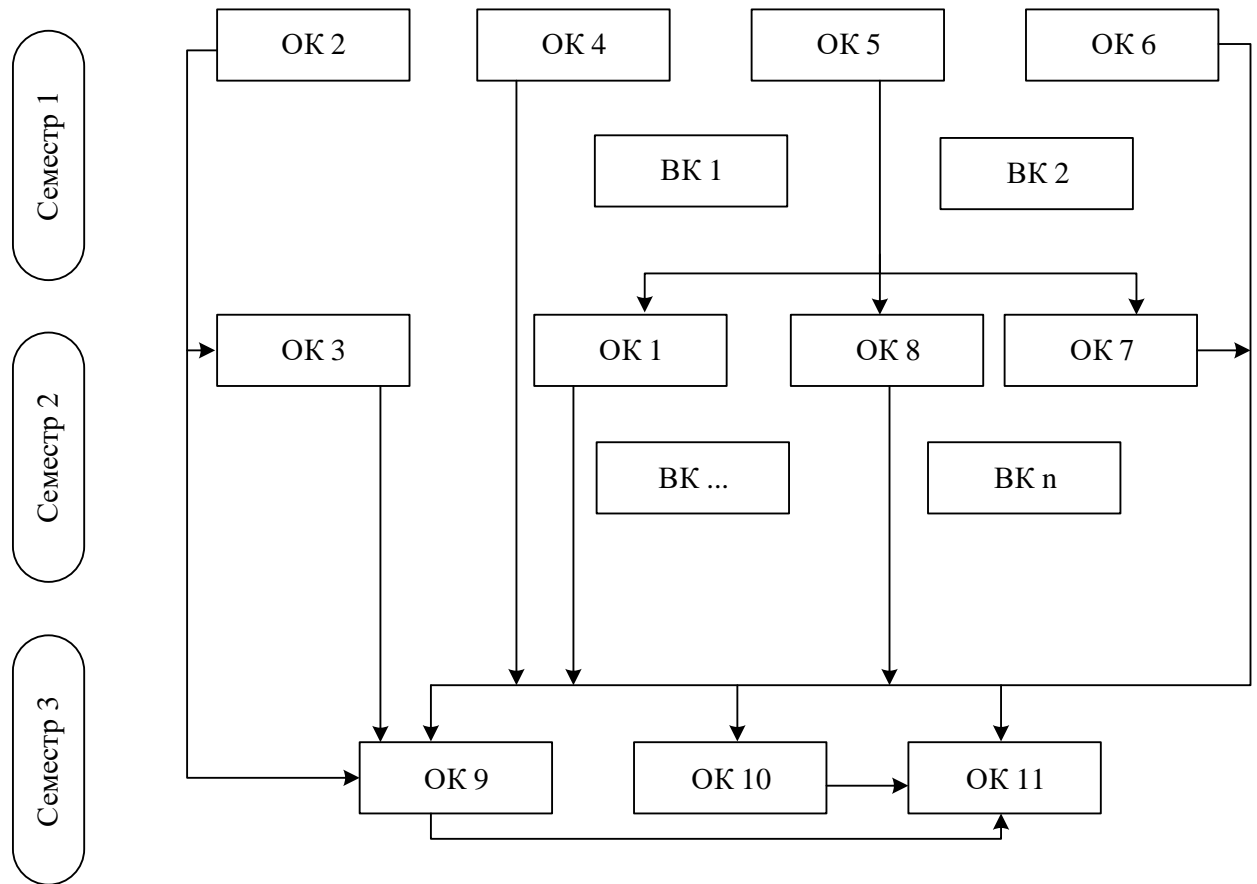 Семестр 1
ОК 2
ОК 4
ОК 5
ОК 6
ВК 1
ВК 2
Семестр 2
ОК 3
ОК 1
ОК 8
ОК 7
ВК ...
ВК n
Семестр 3
ОК 9
ОК 10
ОК 11